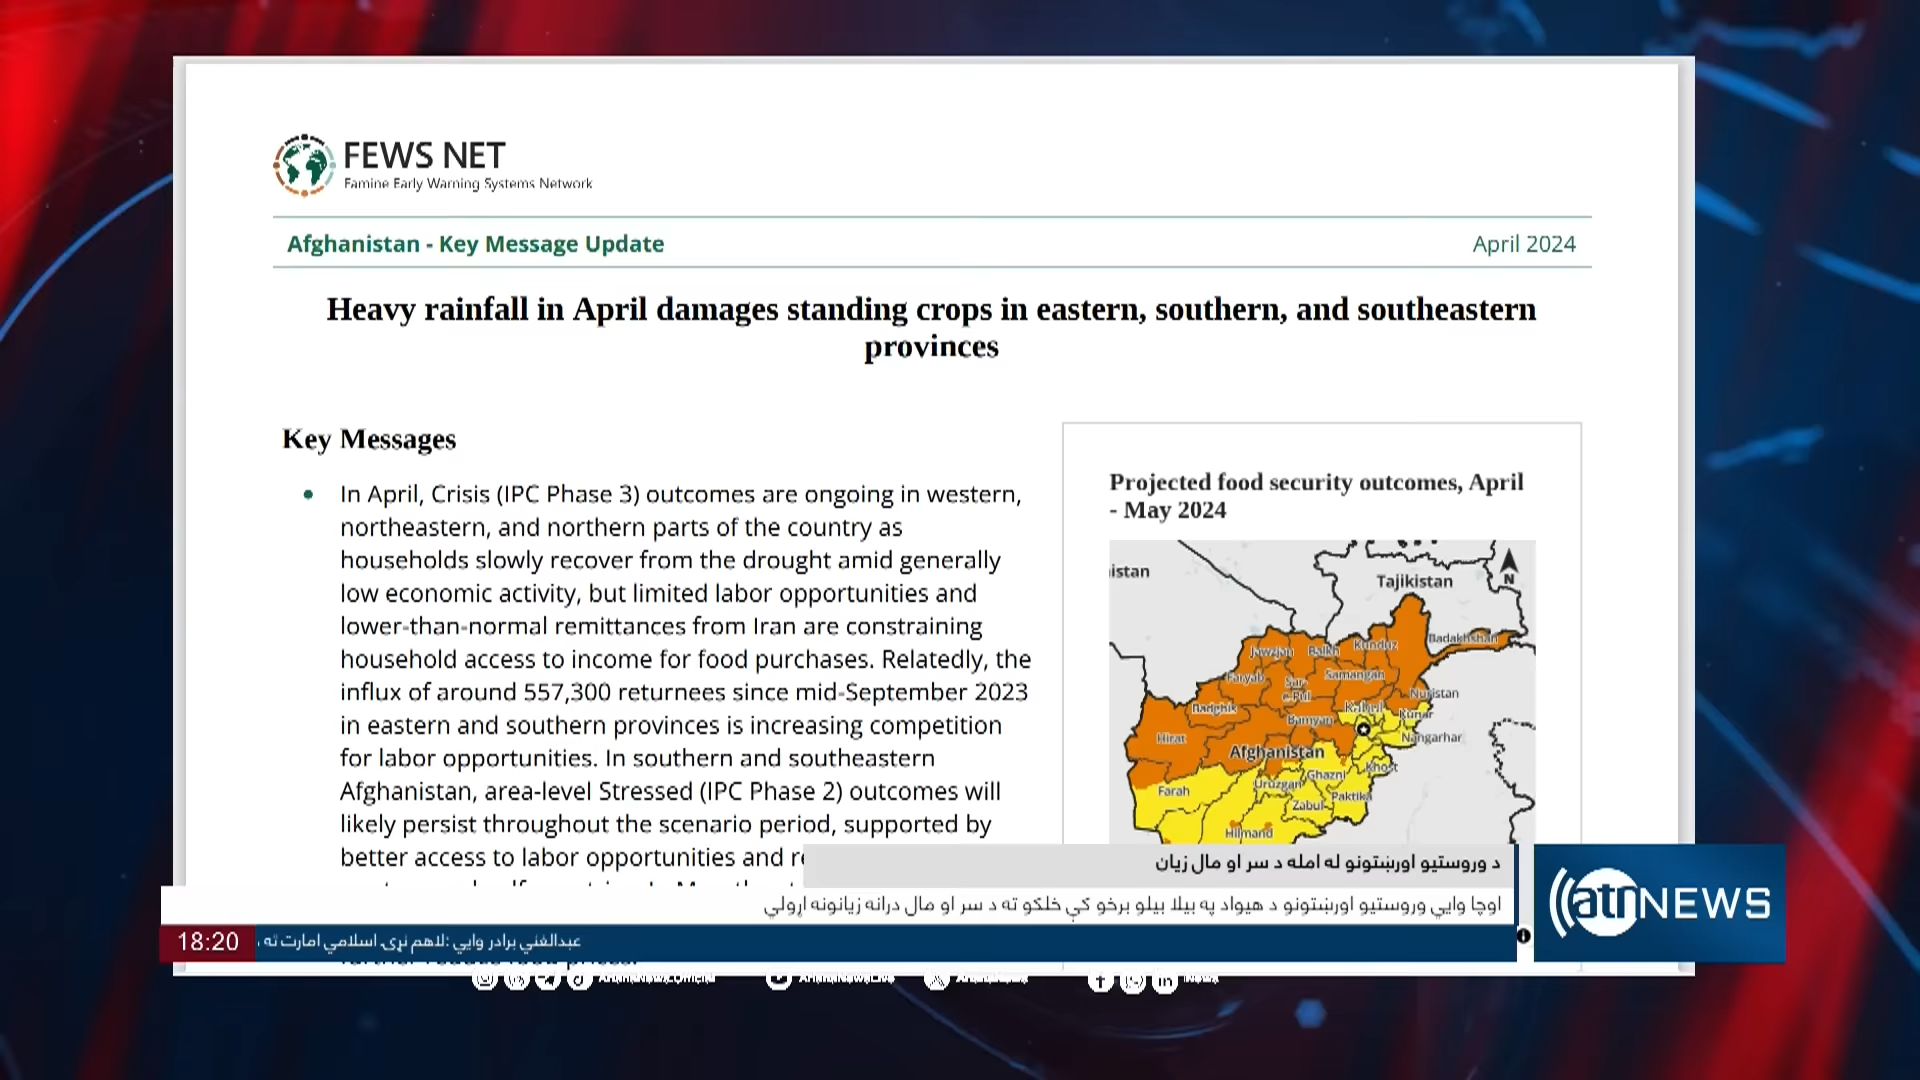 FEWS NET
Famine Early Warning Systems Network
Afghanistan - Key Message Update
April 2024
Heavy rainfall in April damages standing crops in eastern, southern, and southeastern
provinces
Key Messages
• In April, Crisis (IPC Phase 3) outcomes are ongoing in western,
northeastern, and northern parts of the country as
households slowly recover from the drought amid generally
low economic activity, but limited labor opportunities and
lower-than-normal remittances from Iran are constraining
household access to income for food purchases. Relatedly, the
influx of around 557,300 returnees since mid-September 2023
in eastern and southern provinces is increasing competition
for labor opportunities. In southern and southeastern
Afghanistan, area-level Stressed (IPC Phase 2) outcomes will
likely persist throughout the scenario period, supported by
better access to labor opportunities and
Projected food security outcomes, April
- May 2024
istan
Tajikistan
N
Badakhshan
Jawzjan
Balkh
Kunduz
Faryab
Sar-
e-Pul
Samangan
Nuristan
Badghis
Bamyan
Kabul
Kunar
Hirat
Nangarhar
Afghanistan
Khost
Ghazni
Farah
Uruzgan
Paktika
Zabul
Hilmand
د وروستیو اورښتونو له امله د سر او مال زیان
اوچا وايي وروستیو اورښتونو د هیواد په بیلا بیلو برخو کې خلکو ته د سر او مال درانه زیانونه اړولي
18:20
عبدالغني برادر وايي :لاهم نړۍ اسلامي امارت ته
atn NEWS